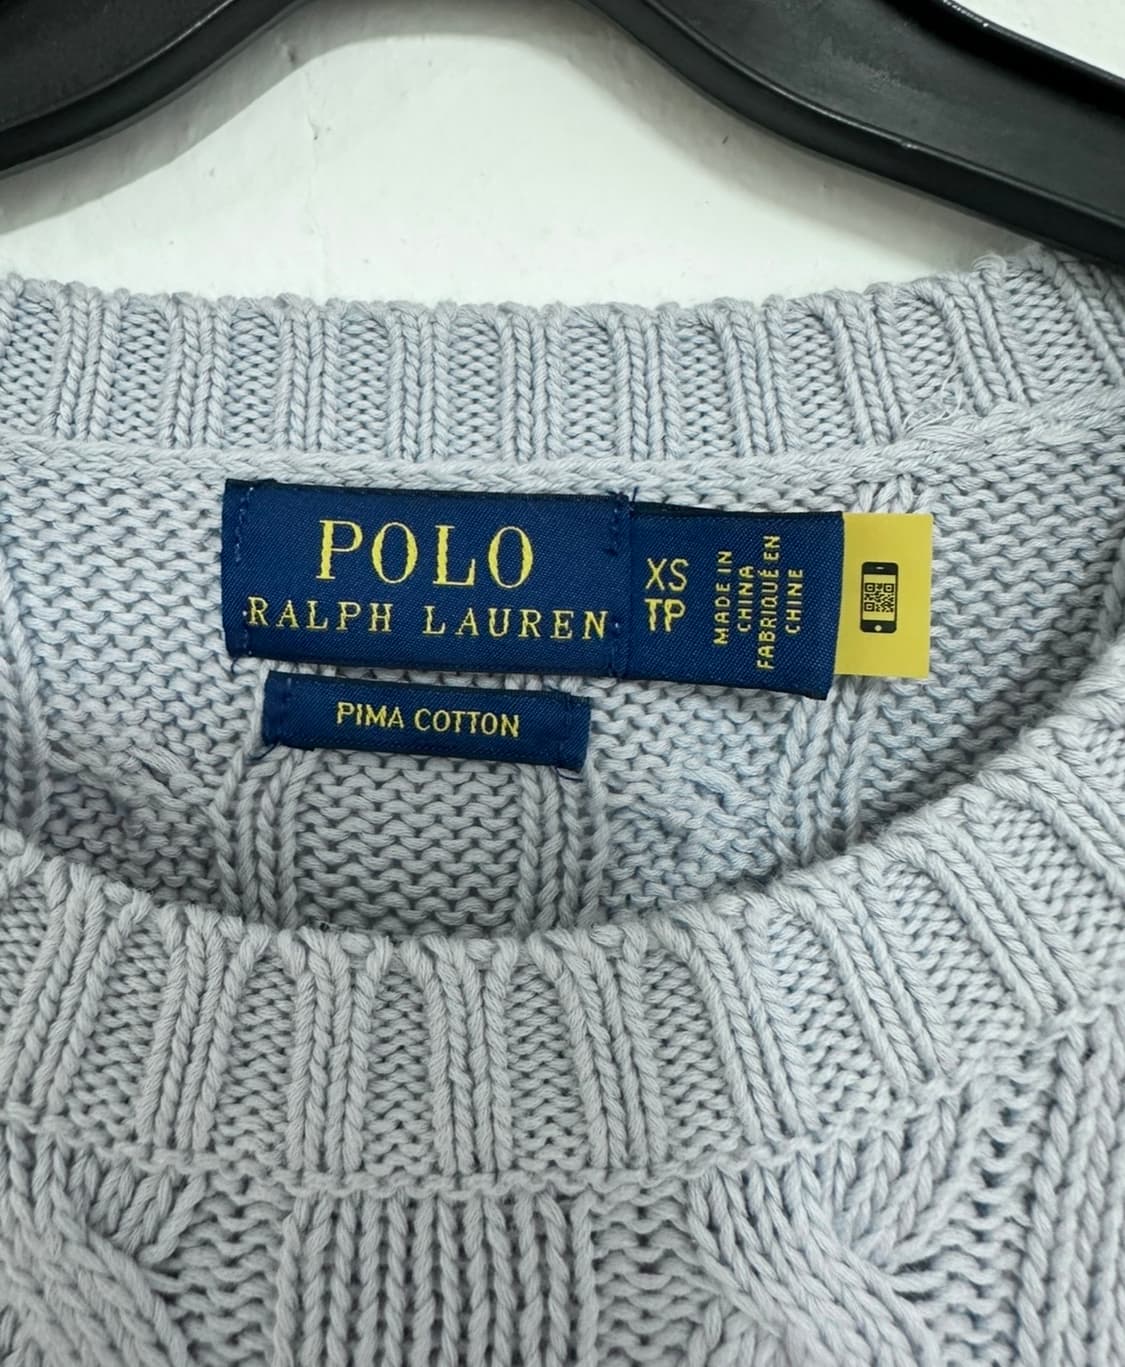 POLO
RALPH LAUREN
XS
TP
MADE IN
CHINA
FABRIQUÉ EN
CHINE
PIMA COTTON